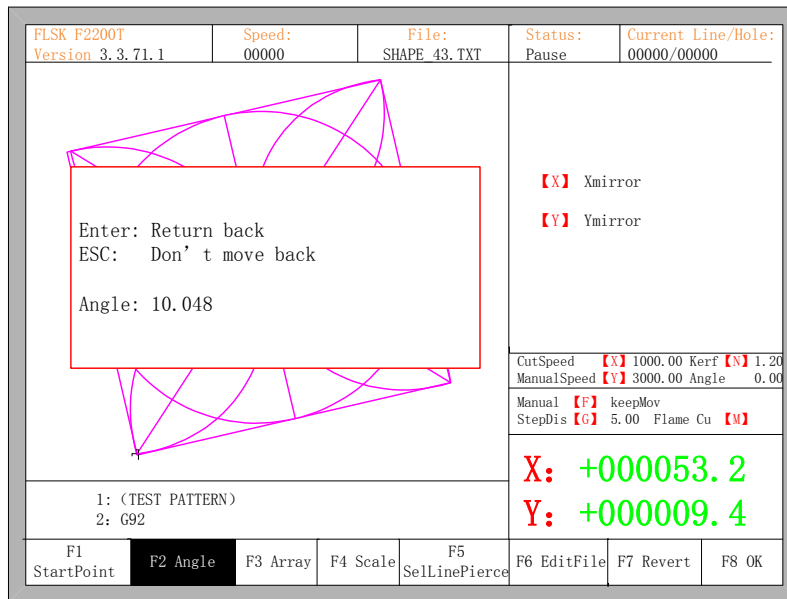 FLSK F2200T
Version 3.3.71.1
Speed:
00000
File:
SHAPE_43.TXT
Status:
Pause
Current Line/Hole:
00000/00000
【X】 Xmirror
【Y】 Ymirror
Enter: Return back
ESC: Don’t move back
Angle: 10.048
CutSpeed 【X】 1000.00 Kerf 【N】 1.20
ManualSpeed 【Y】 3000.00 Angle 0.00
Manual 【F】 keepMov
StepDis 【G】 5.00 Flame Cu 【M】
X: +000053.2
Y: +000009.4
1: (TEST PATTERN)
2: G92
F1 StartPoint
F2 Angle
F3 Array
F4 Scale
F5 SelLinePierce
F6 EditFile
F7 Revert
F8 OK